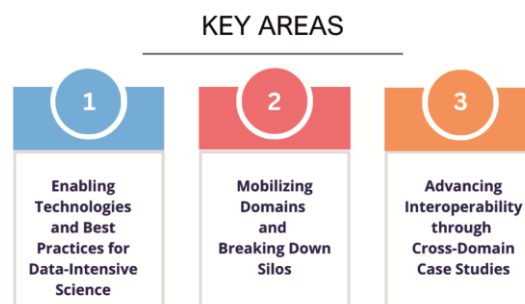 KEY AREAS
1
Enabling
Technologies
and Best
Practices for
Data-Intensive
Science
2
Mobilizing
Domains
and
Breaking Down
Silos
3
Advancing
Interoperability
through
Cross-Domain
Case Studies